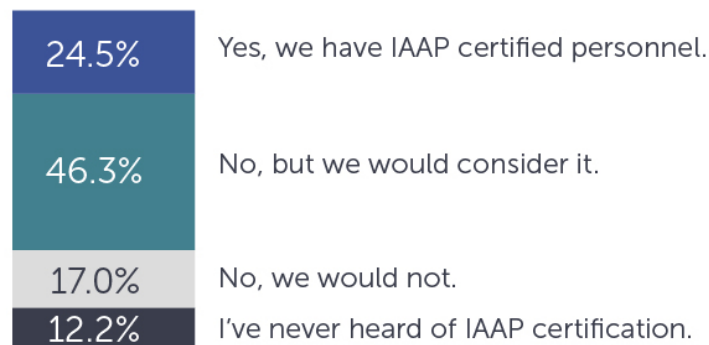 24.5% Yes, we have IAAP certified personnel.
46.3% No, but we would consider it.
17.0% No, we would not.
12.2% I’ve never heard of IAAP certification.